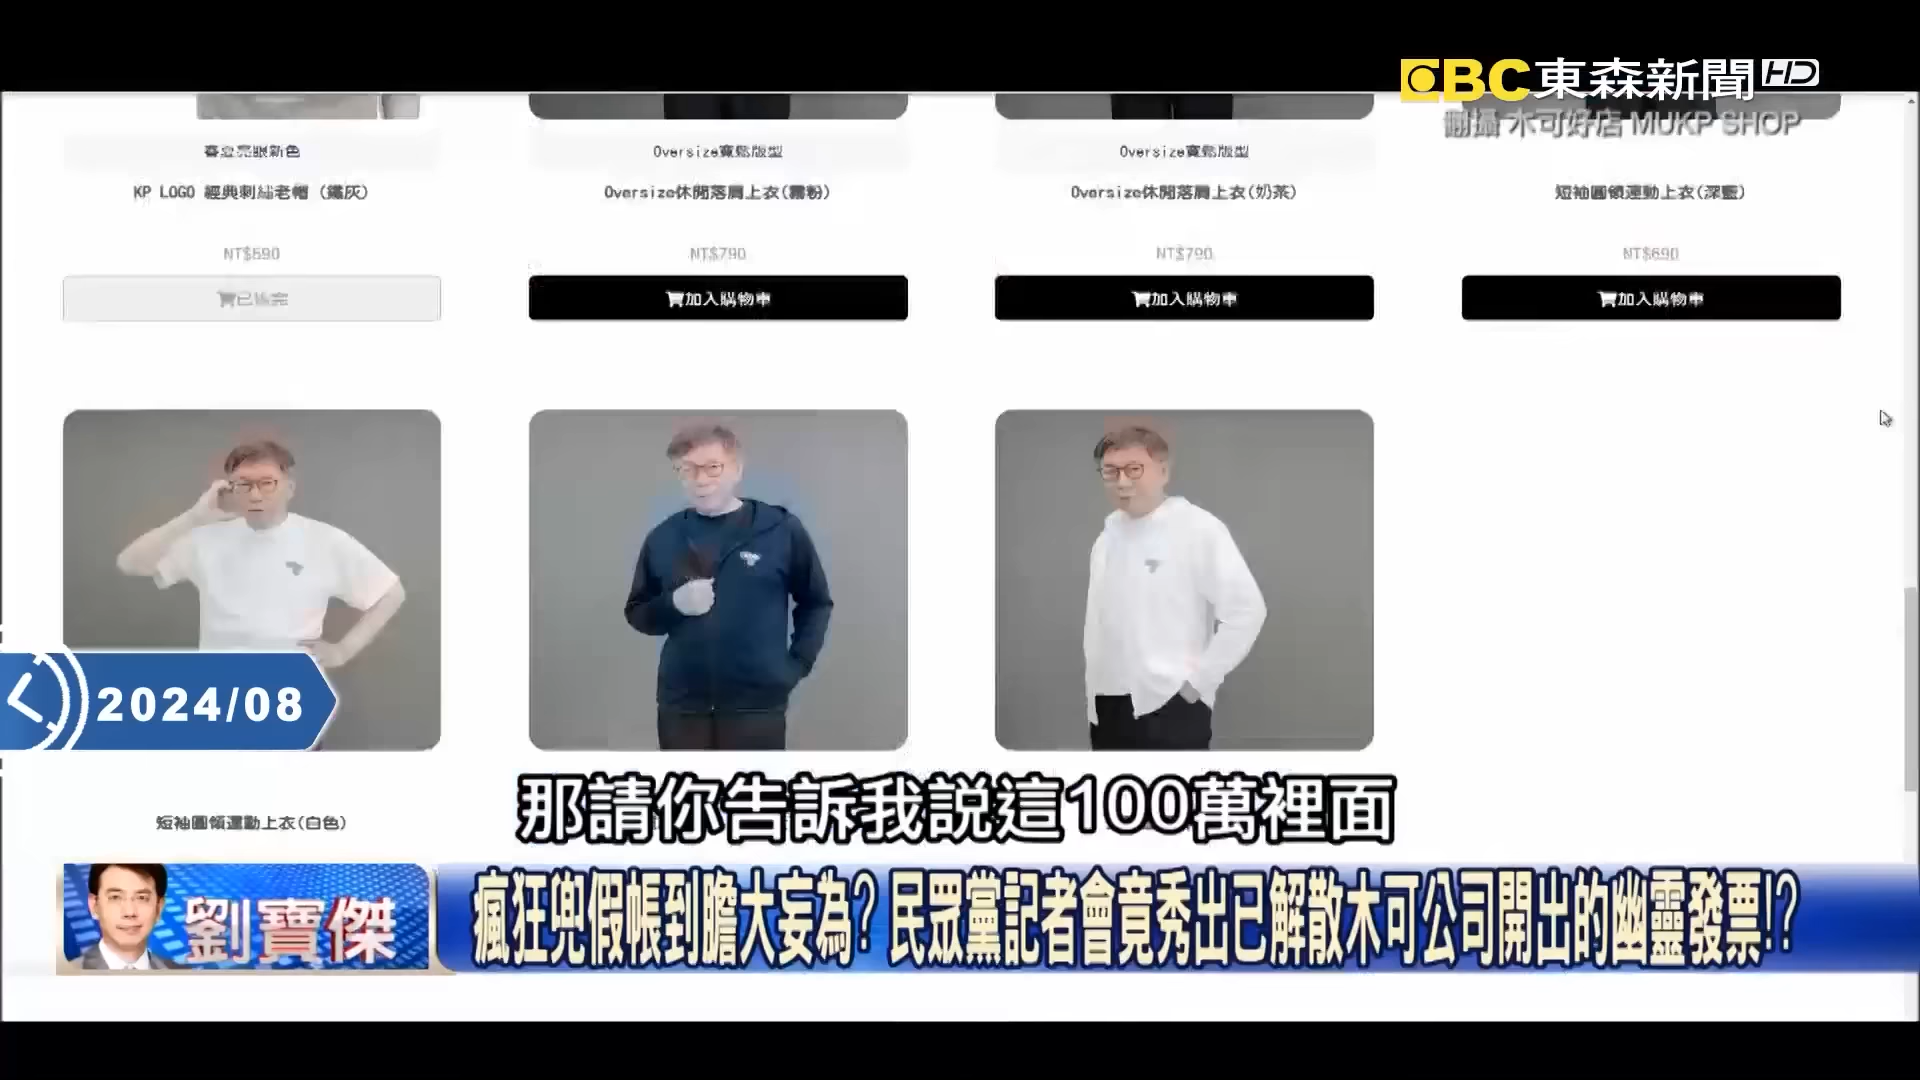 EBC東森新聞HD
翻攝 木可好店 MUKP SHOP
春夏亮眼新色
Oversize寬鬆版型
Oversize寬鬆版型
KP LOGO 經典刺繡老帽 (鐵灰)
Oversize休閒落肩上衣(霧粉)
Oversize休閒落肩上衣(奶茶)
短袖圓領運動上衣(深藍)
NT$590
NT$790
NT$790
NT$690
已售完
加入購物車
加入購物車
加入購物車
2024/08
短袖圓領運動上衣(白色)
那請你告訴我說這100萬裡面
劉寶傑
瘋狂兜假帳到膽大妄為?民眾黨記者會竟秀出已解散木可公司開出的幽靈發票!?